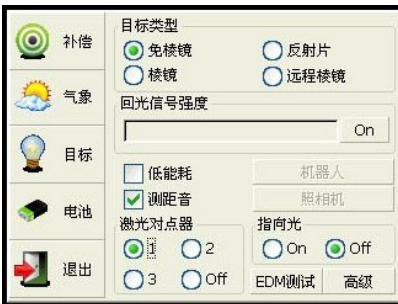 补偿
气象
目标
电池
退出
目标类型
免棱镜
反射片
棱镜
远程棱镜
回光信号强度
On
低能耗
机器人
测距音
照相机
激光对点器
指向光
1
2
On
Off
3
Off
EDM测试
高级